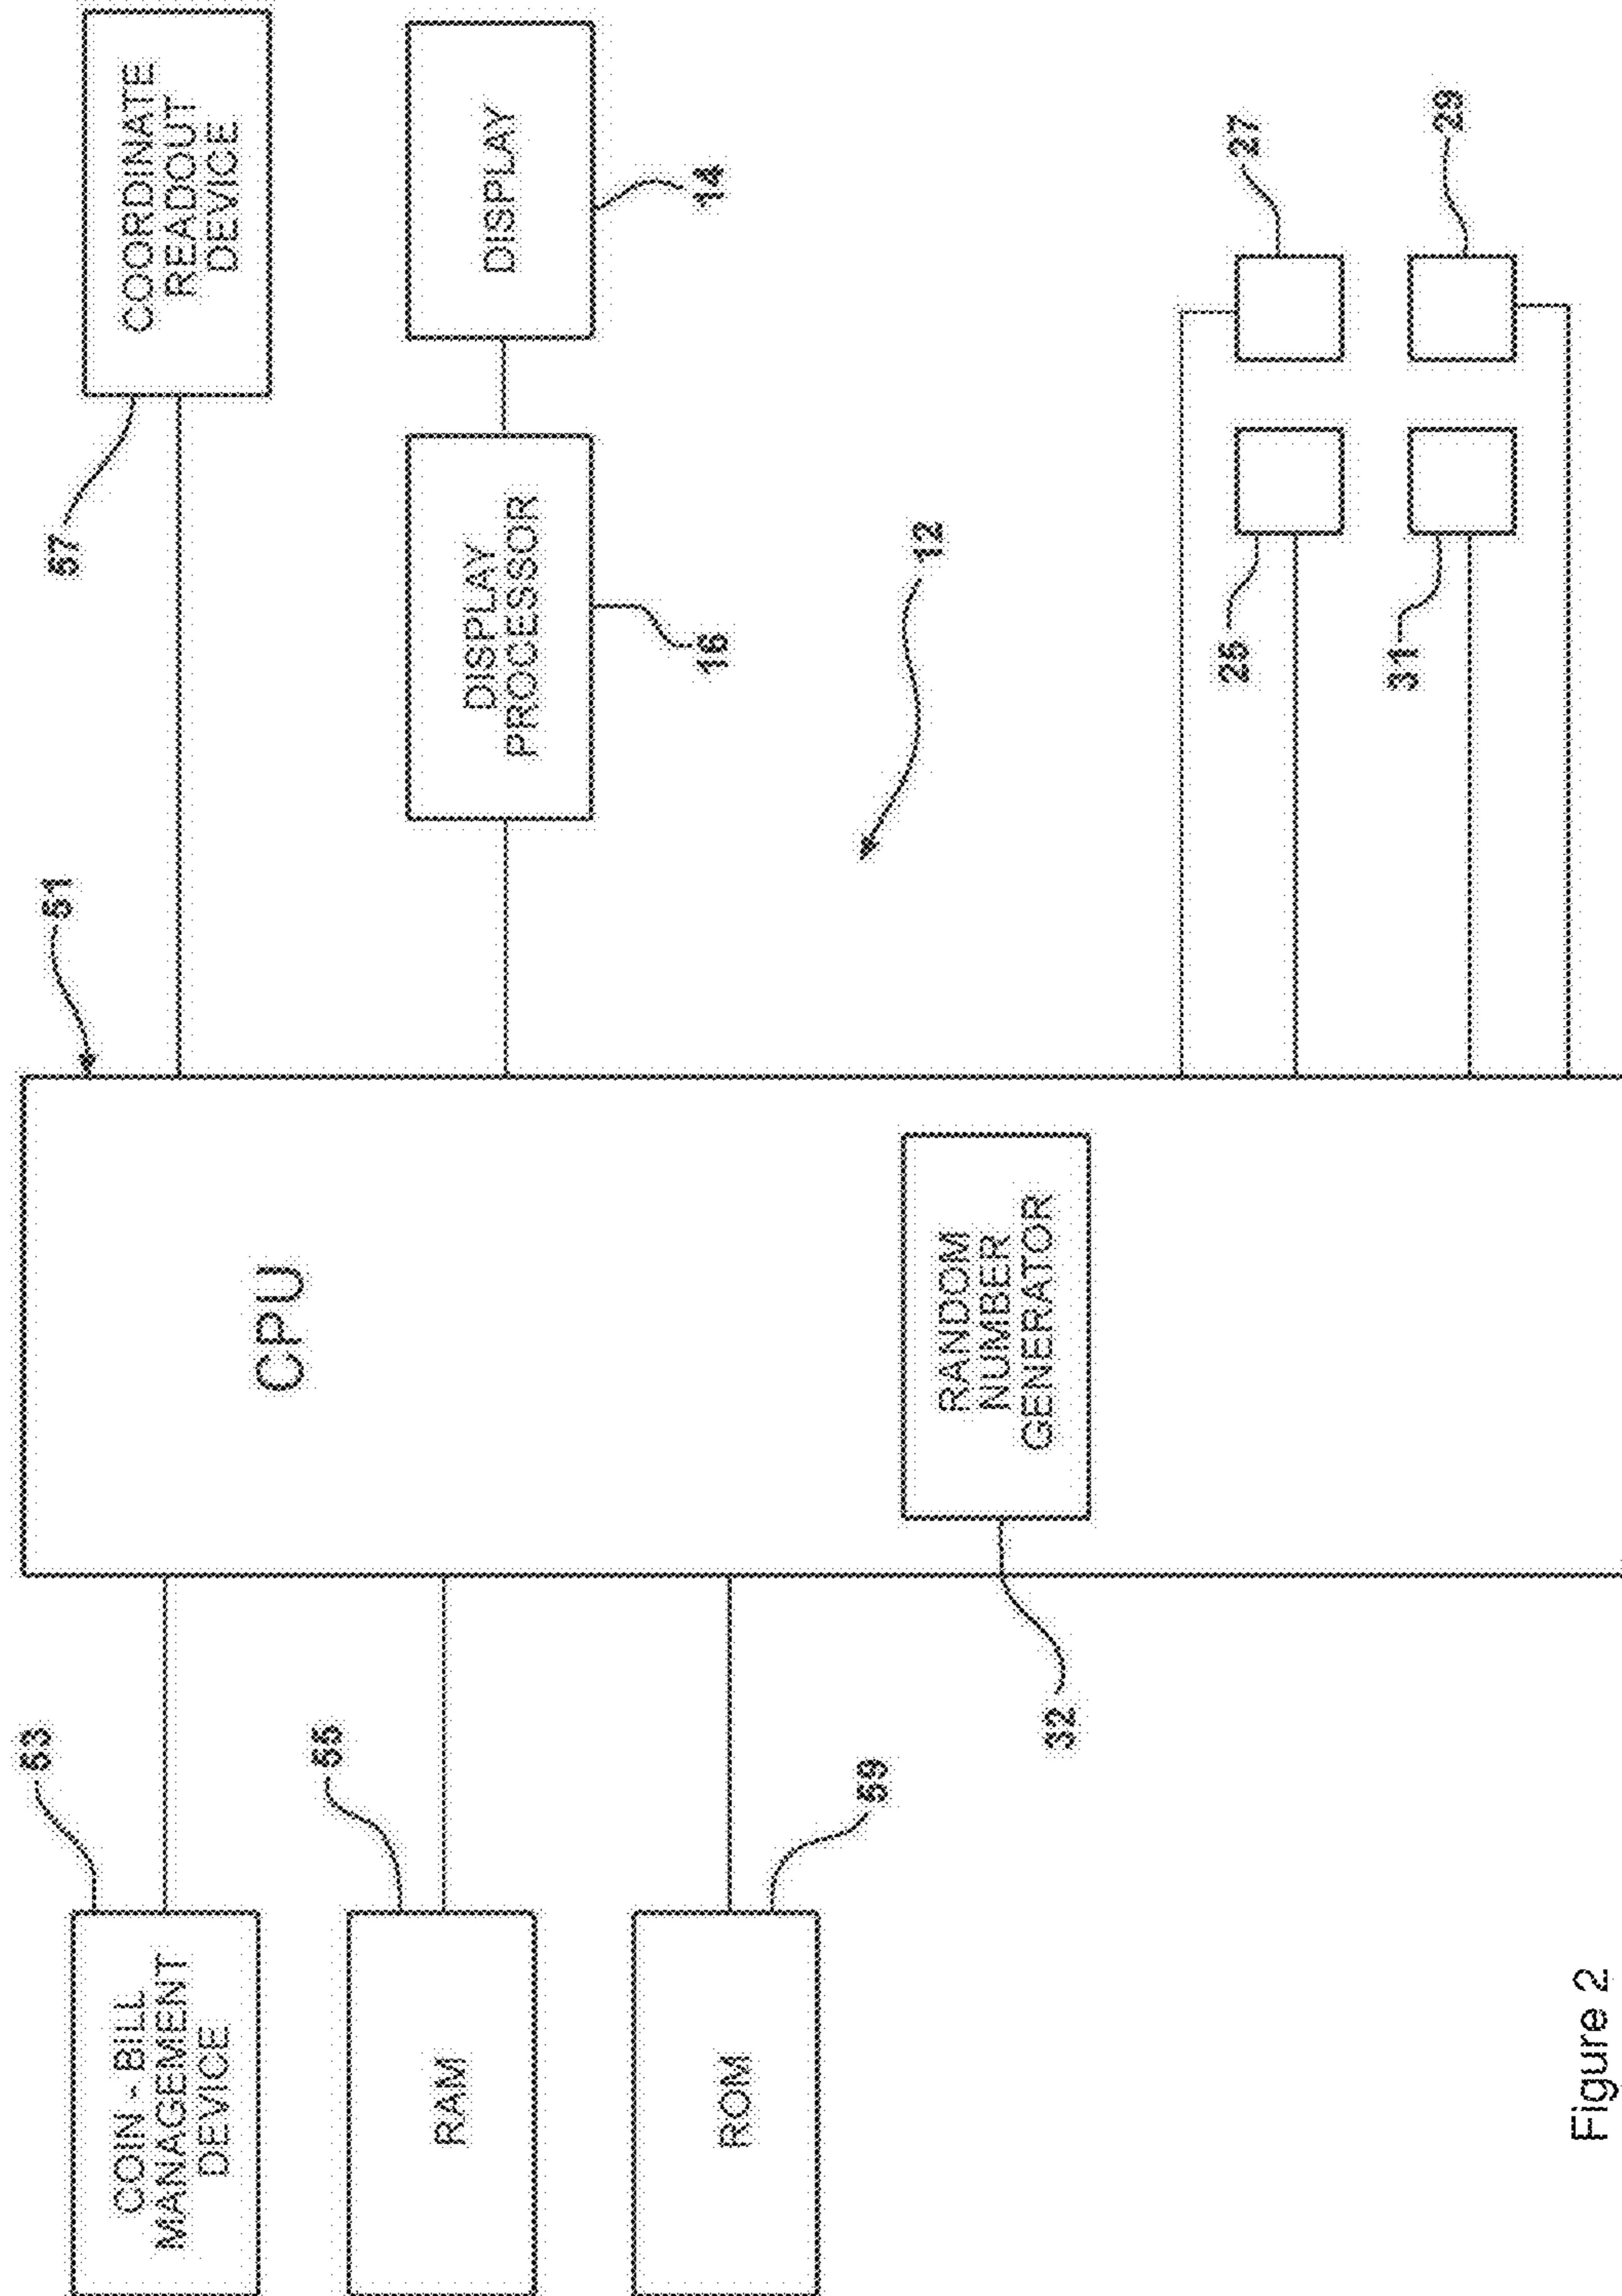 53
COIN - BILL
MANAGEMENT
DEVICE
55
RAM
59
ROM
51
CPU
RANDOM
NUMBER
GENERATOR
32
57
COORDINATE
READOUT
DEVICE
DISPLAY
PROCESSOR
16
DISPLAY
14
12
25
27
31
29
Figure 2